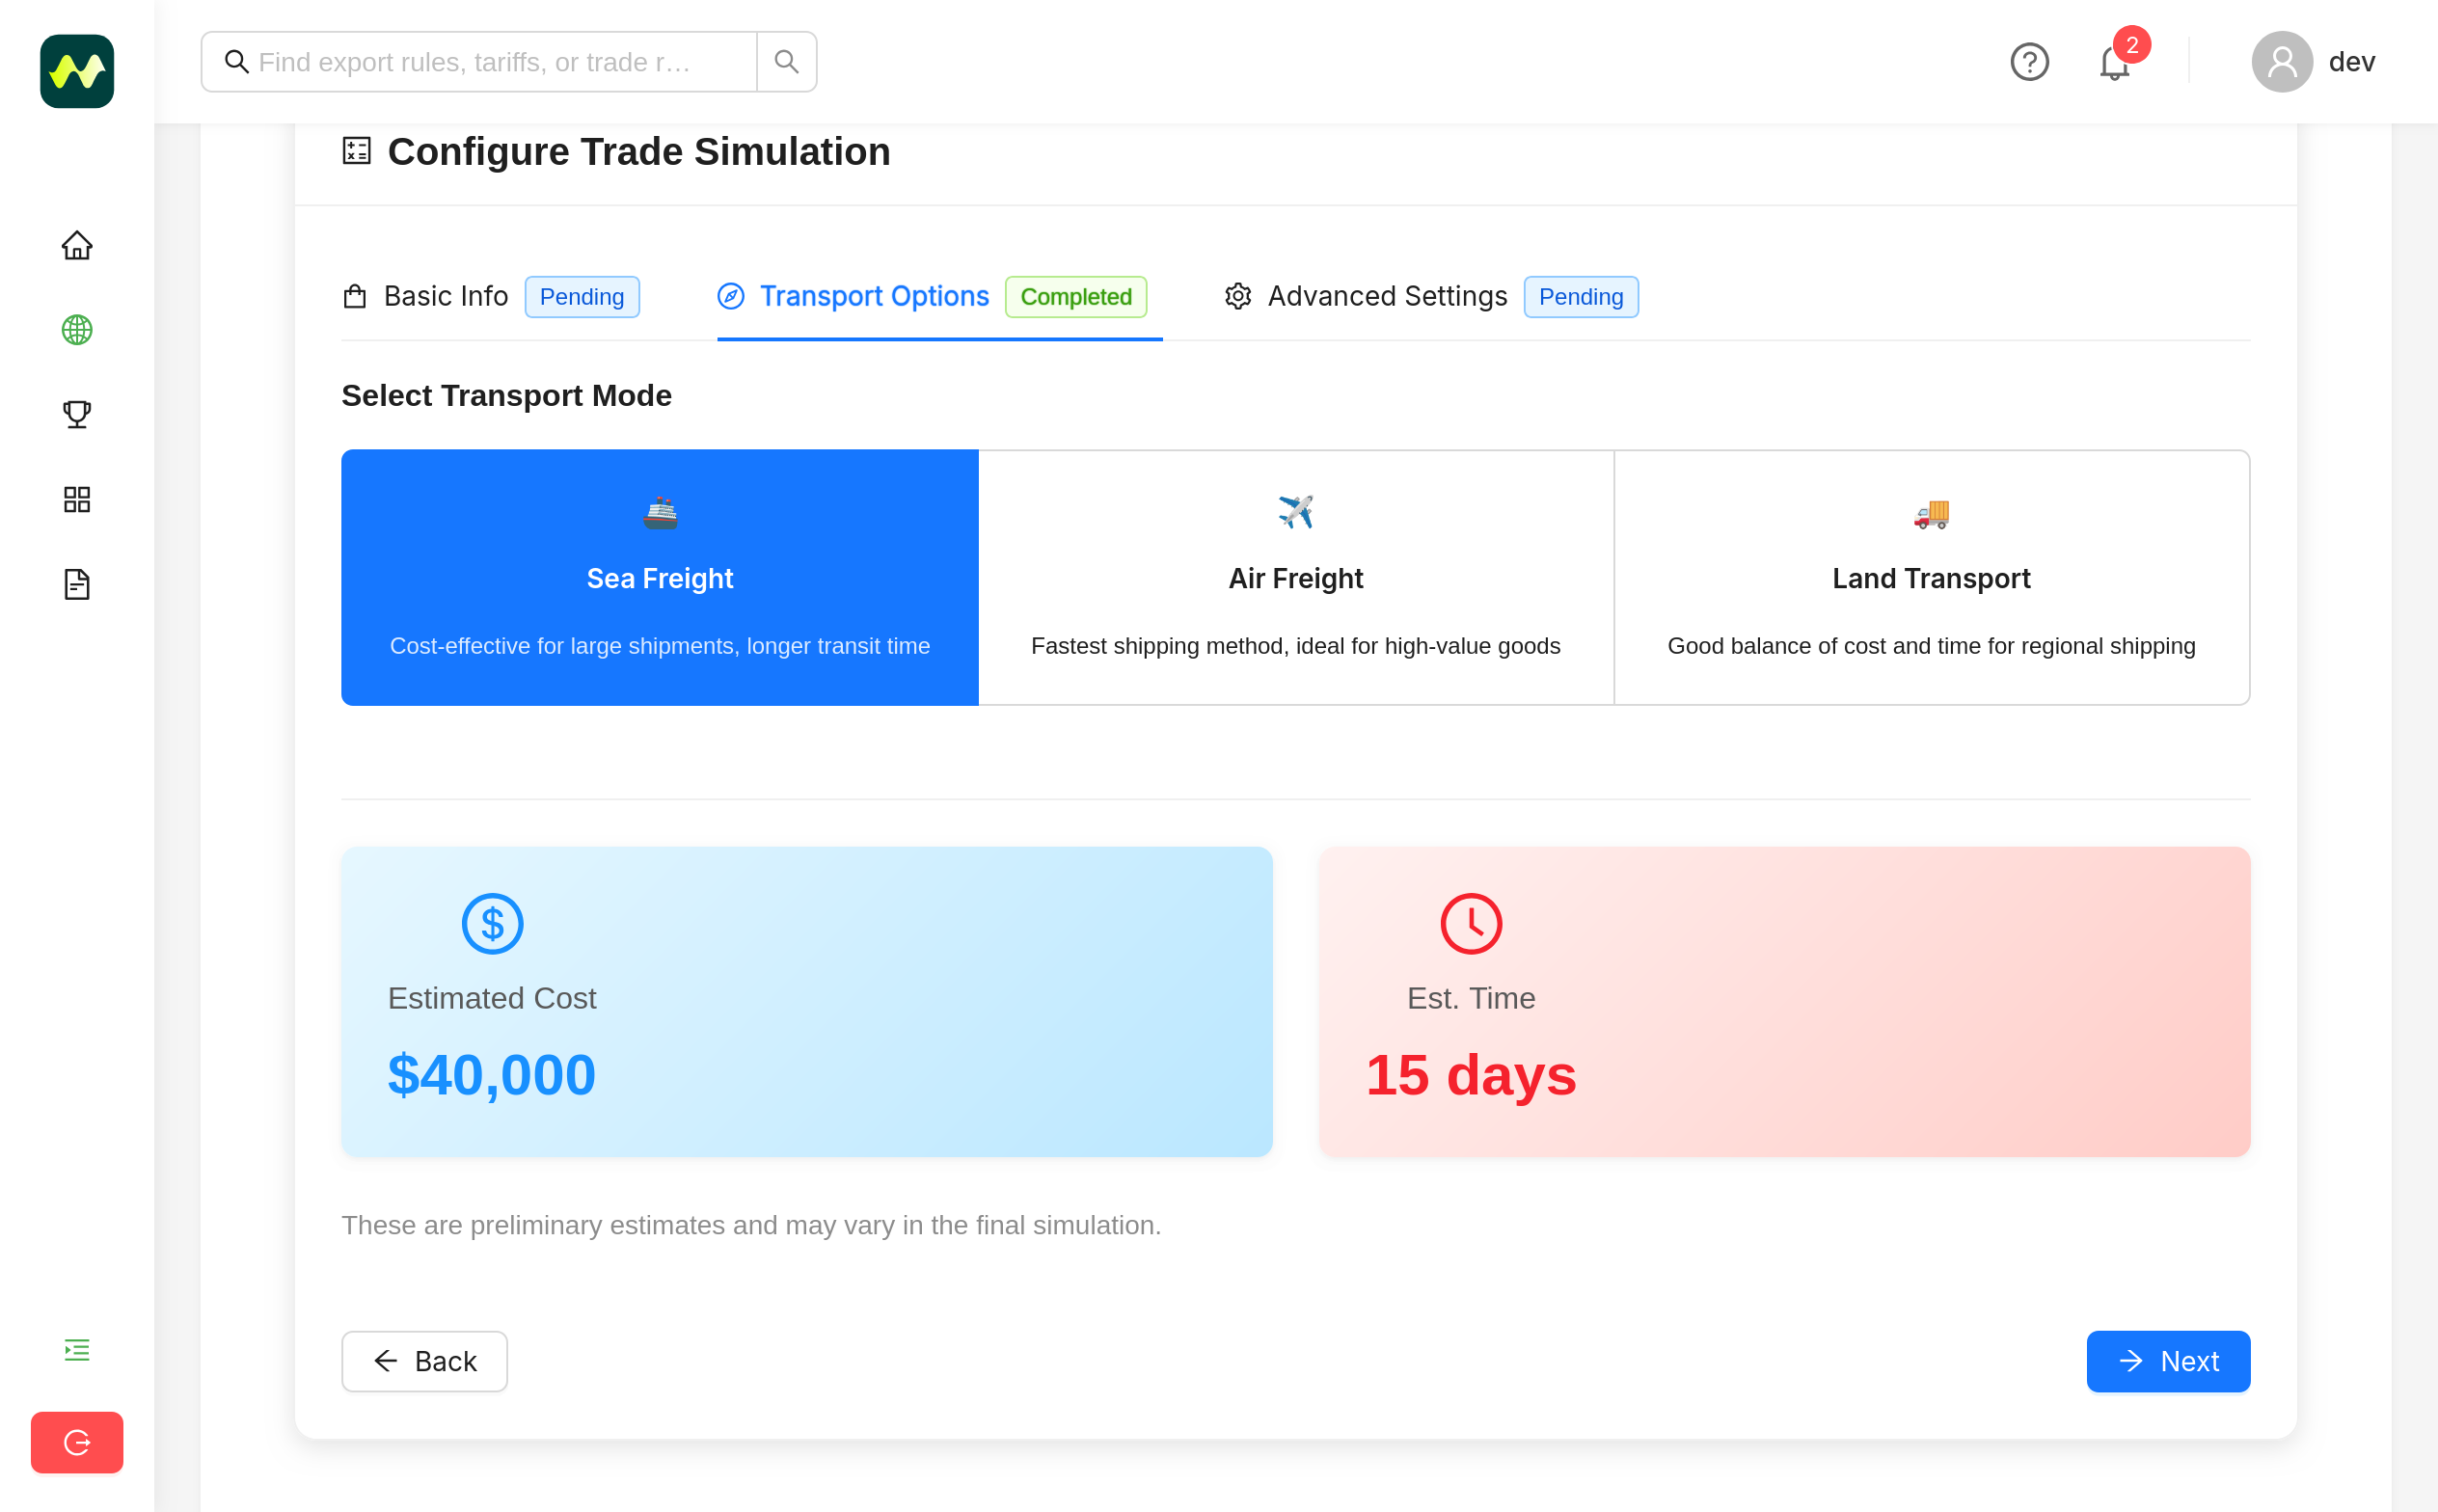 Find export rules, tariffs, or trade r…
2
dev
Configure Trade Simulation
Basic Info Pending
Transport Options Completed
Advanced Settings Pending
Select Transport Mode
Sea Freight
Cost-effective for large shipments, longer transit time
Air Freight
Fastest shipping method, ideal for high-value goods
Land Transport
Good balance of cost and time for regional shipping
Estimated Cost
$40,000
Est. Time
15 days
These are preliminary estimates and may vary in the final simulation.
Back
Next